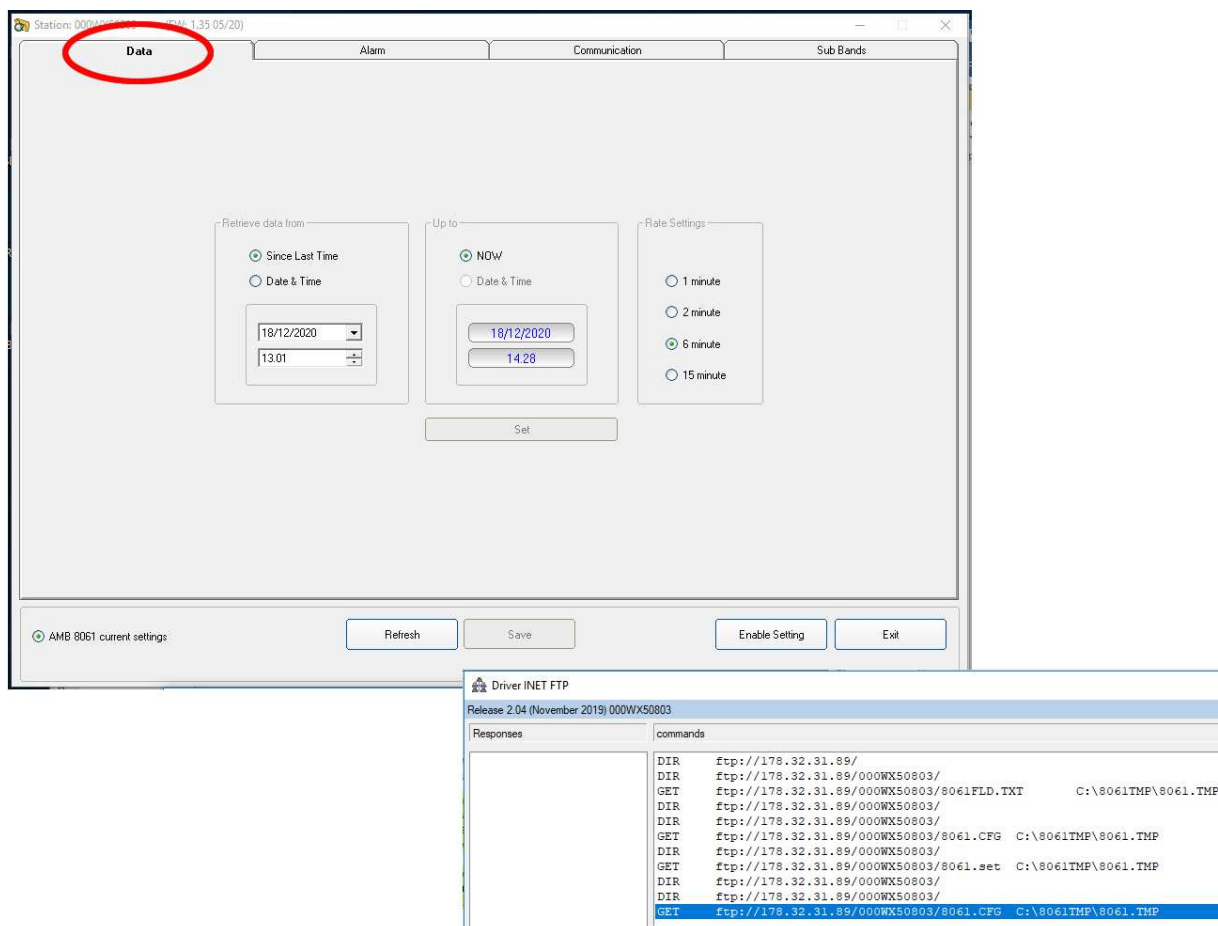 Station: 000WX50803 (FW: 1.35 05/20)
Data Alarm Communication Sub Bands
Retrieve data from Up to Rate Settings
Since Last Time NOW
Date & Time Date & Time 1 minute
2 minute
18/12/2020 18/12/2020
6 minute
13.01 14.28
15 minute
Set
AMB 8061 current settings Refresh Save Enable Setting Exit
Driver INET FTP
Release 2.04 (November 2019) 000WX50803
Responses commands
DIR ftp://178.32.31.89/
DIR ftp://178.32.31.89/000WX50803/
GET ftp://178.32.31.89/000WX50803/8061FLD.TXT C:\8061TMP\8061.TMP
DIR ftp://178.32.31.89/000WX50803/
DIR ftp://178.32.31.89/000WX50803/
GET ftp://178.32.31.89/000WX50803/8061.CFG C:\8061TMP\8061.TMP
DIR ftp://178.32.31.89/000WX50803/
GET ftp://178.32.31.89/000WX50803/8061.set C:\8061TMP\8061.TMP
DIR ftp://178.32.31.89/000WX50803/
DIR ftp://178.32.31.89/000WX50803/
GET ftp://178.32.31.89/000WX50803/8061.CFG C:\8061TMP\8061.TMP